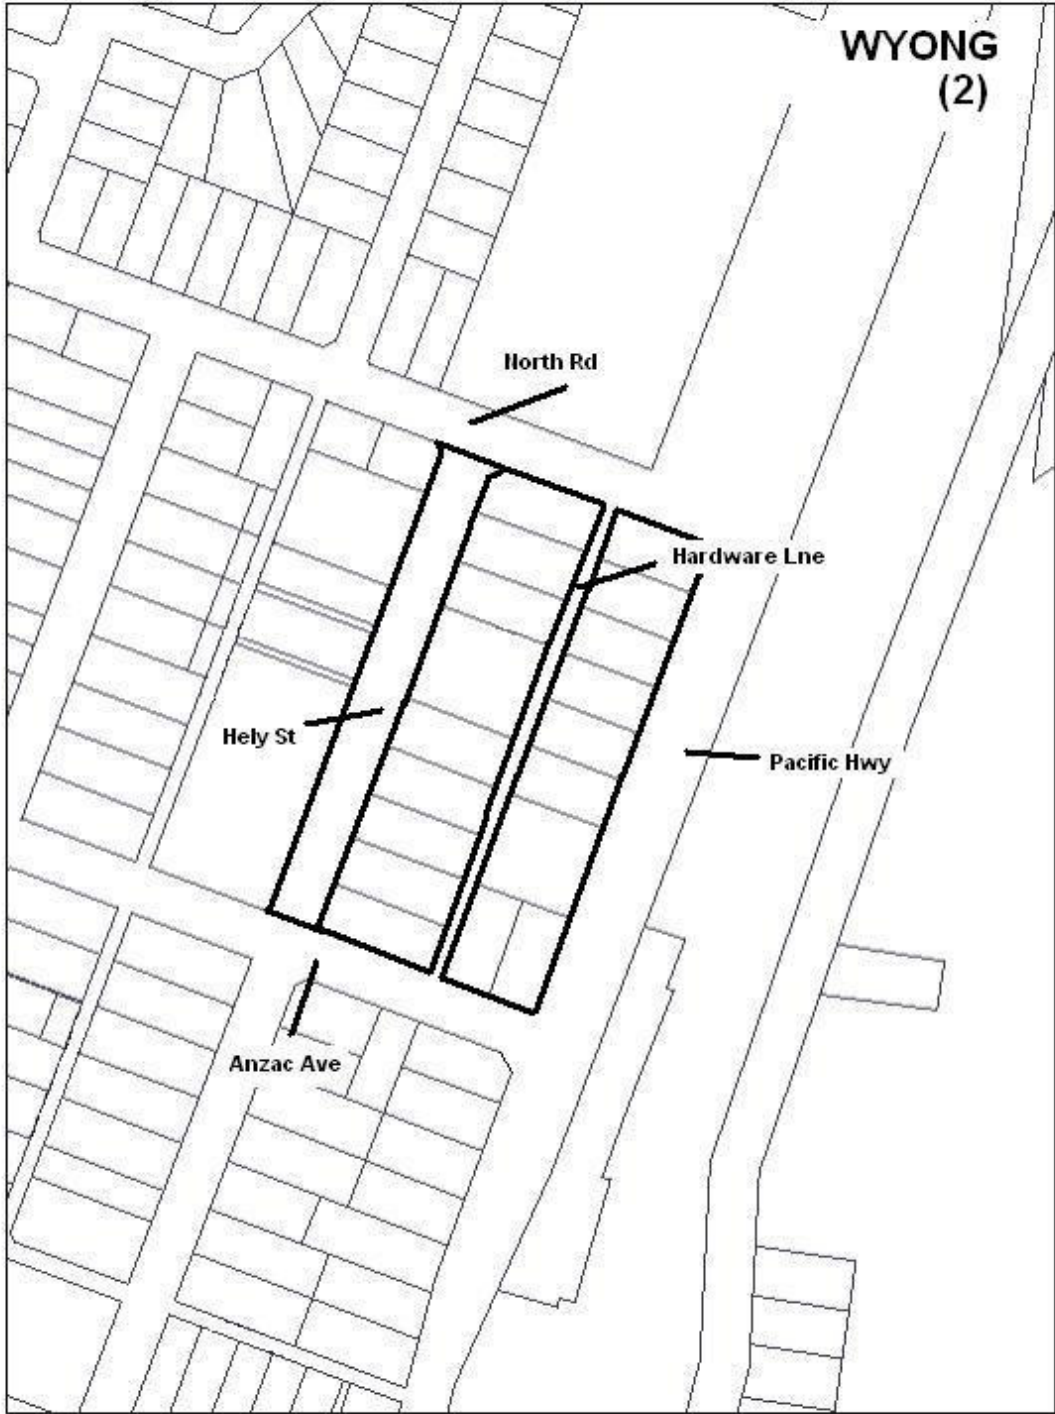 WYONG
(2)
North Rd
Hardware Lne
Hely St
Pacific Hwy
Anzac Ave